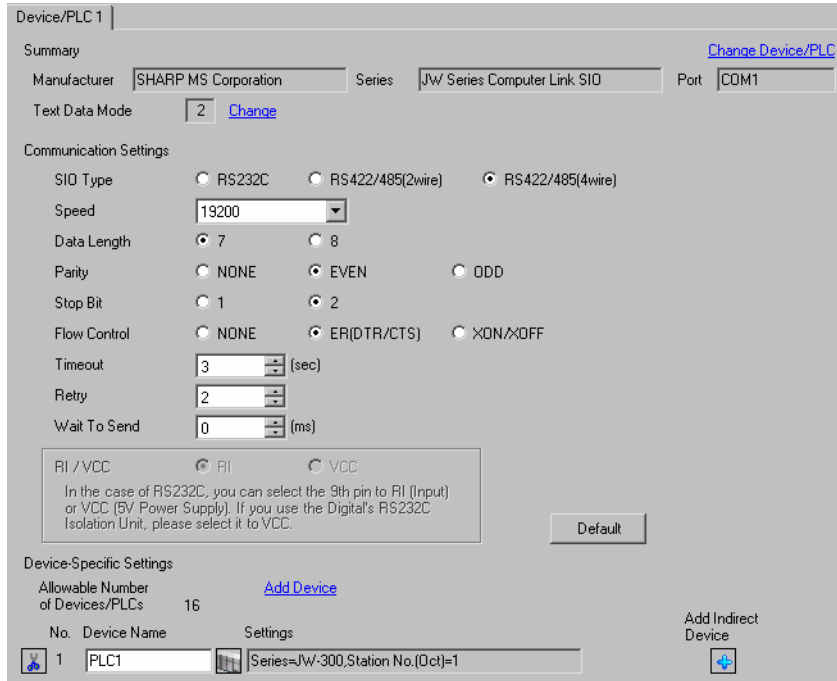 Device/PLC 1
Summary Change Device/PLC
Manufacturer SHARP MS Corporation Series JW Series Computer Link SIO Port COM1
Text Data Mode 2 Change
Communication Settings
SIO Type RS232C RS422/485(2wire) RS422/485(4wire)
Speed 19200
Data Length 7 8
Parity NONE EVEN ODD
Stop Bit 1 2
Flow Control NONE ER(DTR/CTS) XON/XOFF
Timeout 3 (sec)
Retry 2
Wait To Send 0 (ms)
RI / VCC RI VCC
In the case of RS232C, you can select the 9th pin to RI (Input)
or VCC (5V Power Supply). If you use the Digital's RS232C
Isolation Unit, please select it to VCC.
Default
Device-Specific Settings
Allowable Number Add Device
of Devices/PLCs 16
Add Indirect
No. Device Name Settings Device
1 PLC1 Series=JW-300,Station No.(Oct)=1